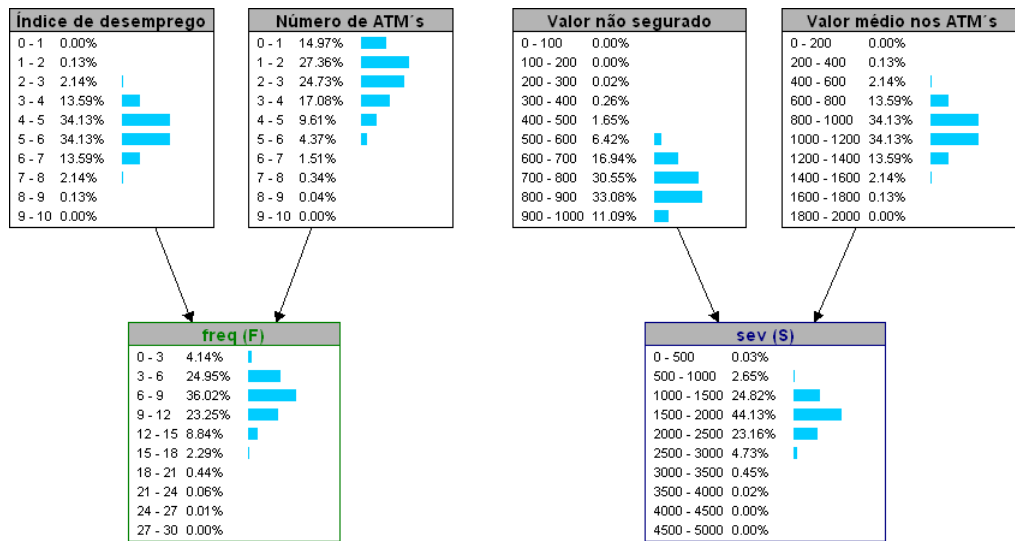 Índice de desemprego
0 - 1 0.00%
1 - 2 0.13%
2 - 3 2.14%
3 - 4 13.59%
4 - 5 34.13%
5 - 6 34.13%
6 - 7 13.59%
7 - 8 2.14%
8 - 9 0.13%
9 - 10 0.00%
Número de ATM´s
0 - 1 14.97%
1 - 2 27.36%
2 - 3 24.73%
3 - 4 17.08%
4 - 5 9.61%
5 - 6 4.37%
6 - 7 1.51%
7 - 8 0.34%
8 - 9 0.04%
9 - 10 0.00%
Valor não segurado
0 - 100 0.00%
100 - 200 0.00%
200 - 300 0.02%
300 - 400 0.26%
400 - 500 1.65%
500 - 600 6.42%
600 - 700 16.94%
700 - 800 30.55%
800 - 900 33.08%
900 - 1000 11.09%
Valor médio nos ATM´s
0 - 200 0.00%
200 - 400 0.13%
400 - 600 2.14%
600 - 800 13.59%
800 - 1000 34.13%
1000 - 1200 34.13%
1200 - 1400 13.59%
1400 - 1600 2.14%
1600 - 1800 0.13%
1800 - 2000 0.00%
freq (F)
0 - 3 4.14%
3 - 6 24.95%
6 - 9 36.02%
9 - 12 23.25%
12 - 15 8.84%
15 - 18 2.29%
18 - 21 0.44%
21 - 24 0.06%
24 - 27 0.01%
27 - 30 0.00%
sev (S)
0 - 500 0.03%
500 - 1000 2.65%
1000 - 1500 24.82%
1500 - 2000 44.13%
2000 - 2500 23.16%
2500 - 3000 4.73%
3000 - 3500 0.45%
3500 - 4000 0.02%
4000 - 4500 0.00%
4500 - 5000 0.00%